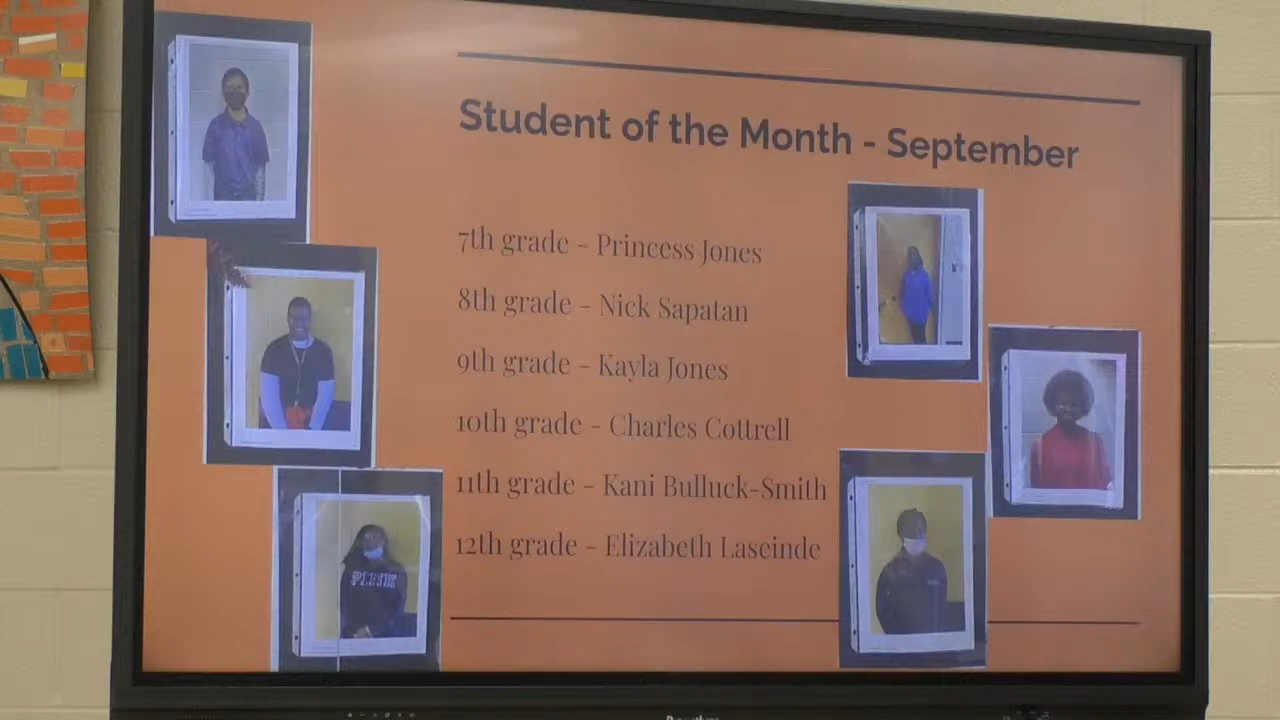 Student of the Month - September
7th grade - Princess Jones
8th grade - Nick Sapatan
9th grade - Kayla Jones
10th grade - Charles Cottrell
11th grade - Kani Bulluck-Smith
12th grade - Elizabeth Laseinde